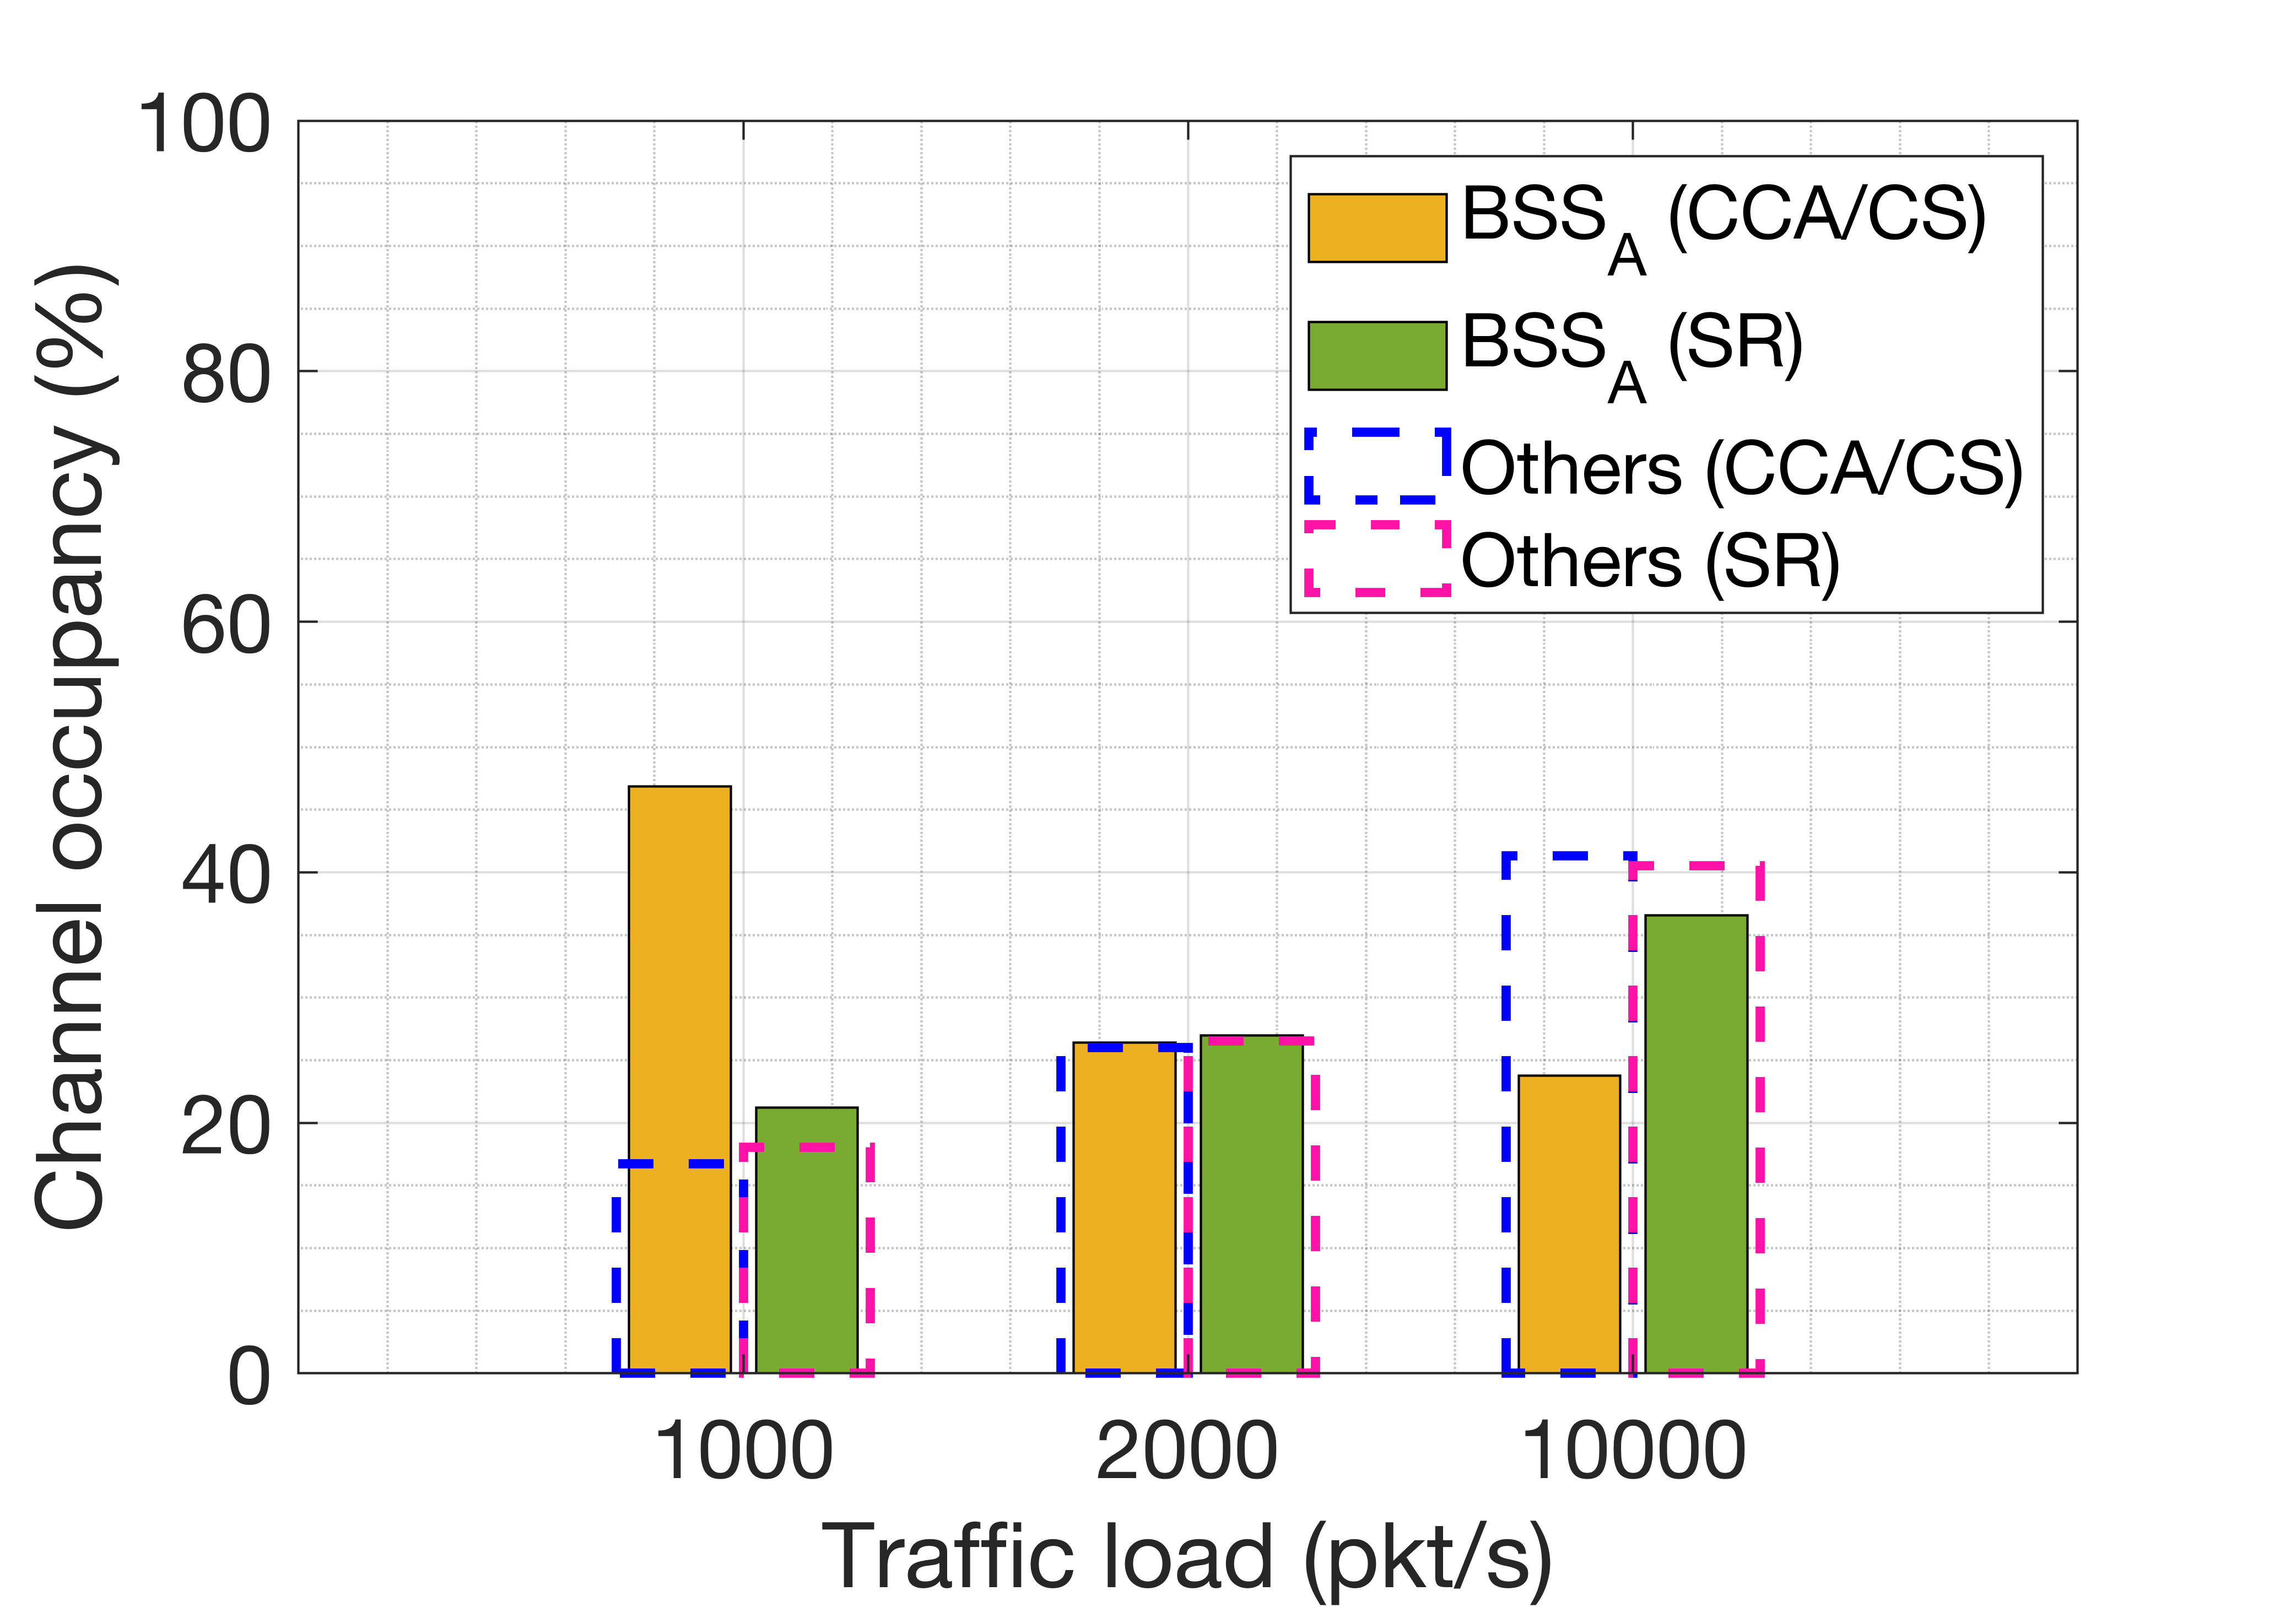 100
80
60
40
20
0
Channel occupancy (%)
BSS_A (CCA/CS)
BSS_A (SR)
Others (CCA/CS)
Others (SR)
1000 2000 10000
Traffic load (pkt/s)